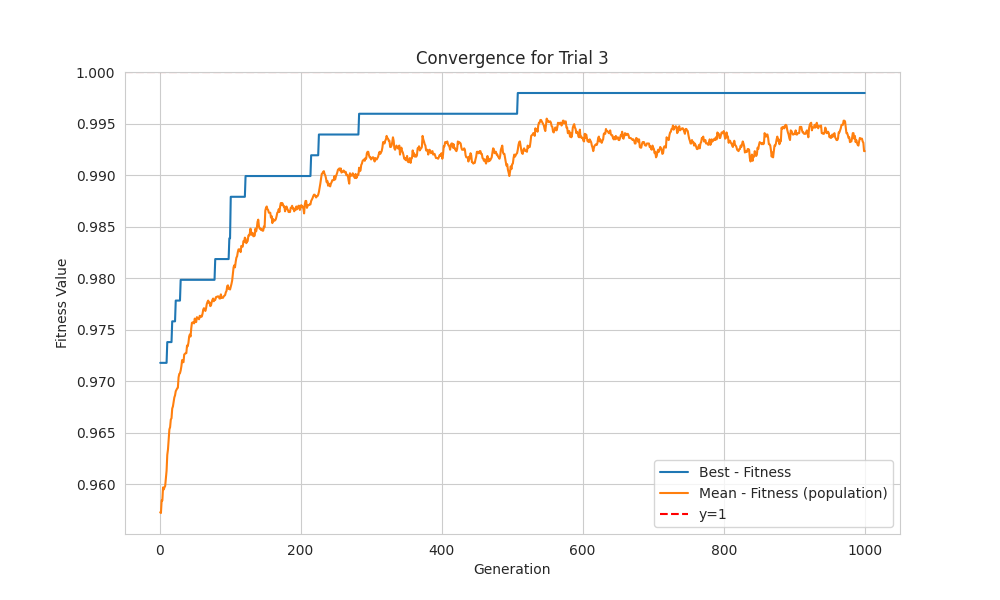 Convergence for Trial 3
Fitness Value
1.000
0.995
0.990
0.985
0.980
0.975
0.970
0.965
0.960
0 200 400 600 800 1000
Generation
Best - Fitness
Mean - Fitness (population)
y=1